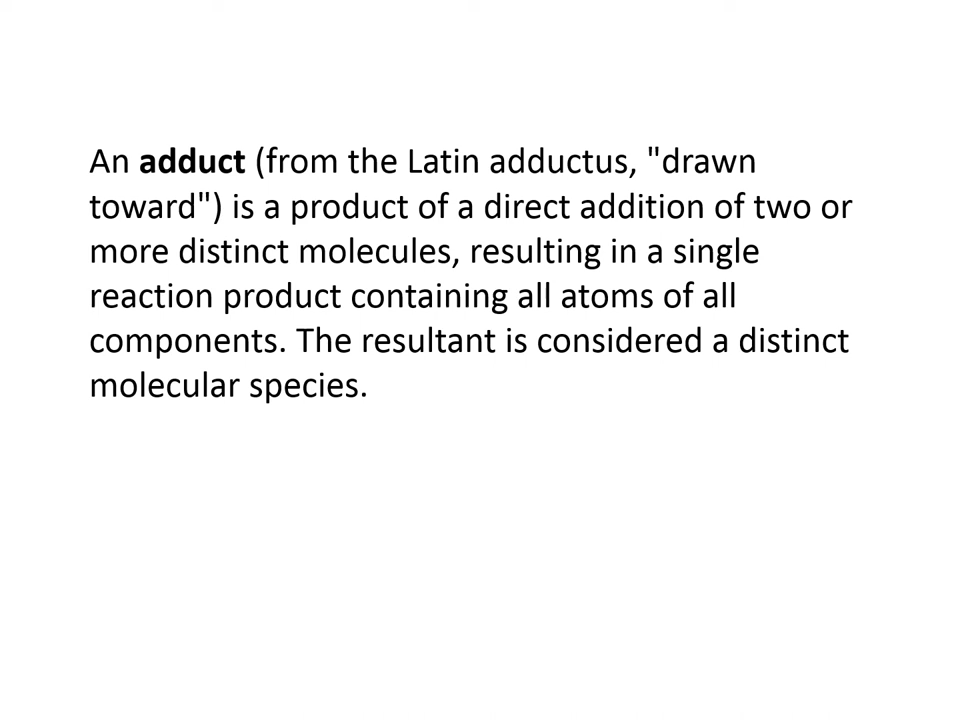 An adduct (from the Latin adductus, "drawn
toward") is a product of a direct addition of two or
more distinct molecules, resulting in a single
reaction product containing all atoms of all
components. The resultant is considered a distinct
molecular species.